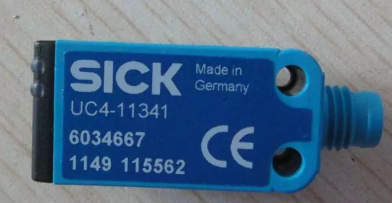 SICK
Made in
Germany
UC4-11341
6034667
1149 115562
CE